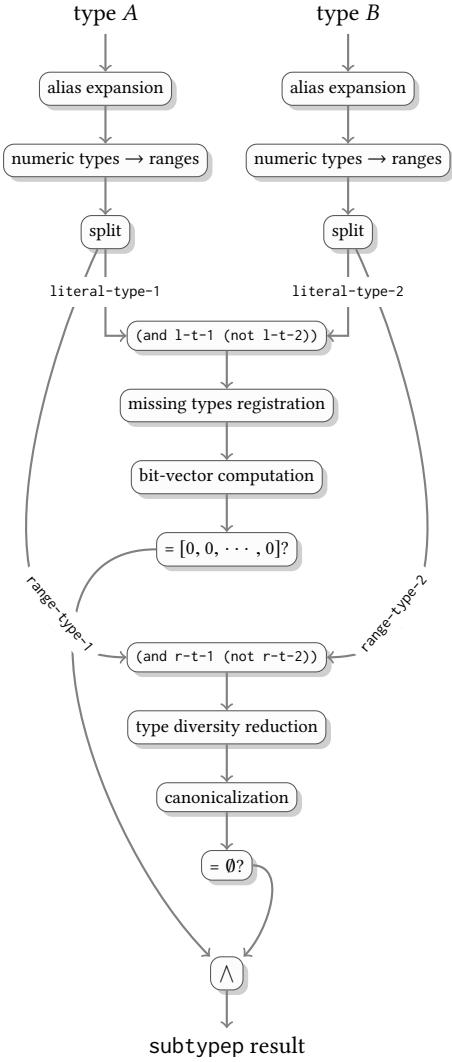 type A
type B
alias expansion
alias expansion
numeric types → ranges
numeric types → ranges
split
split
literal-type-1
literal-type-2
(and l-t-1 (not l-t-2))
missing types registration
bit-vector computation
= [0, 0, ⋯ , 0]?
range-type-1
range-type-2
(and r-t-1 (not r-t-2))
type diversity reduction
canonicalization
= ∅?
∧
subtypep result